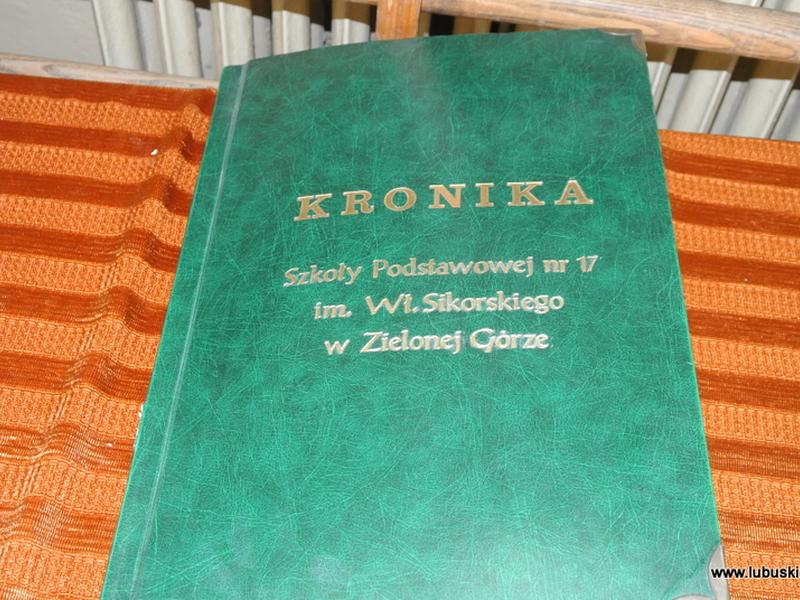 KRONIKA
Szkoły Podstawowej nr 17
im. Wł. Sikorskiego
w Zielonej Górze
www.lubuski